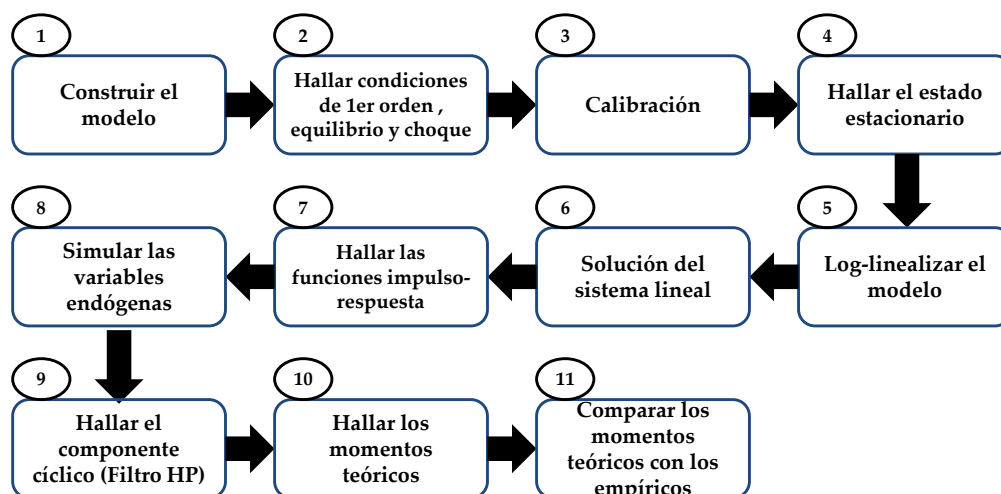 1
Construir el
modelo
2
Hallar condiciones
de 1er orden ,
equilibrio y choque
3
Calibración
4
Hallar el estado
estacionario
5
Log-linealizar el
modelo
6
Solución del
sistema lineal
7
Hallar las
funciones impulso-
respuesta
8
Simular las
variables
endógenas
9
Hallar el
componente
cíclico (Filtro HP)
10
Hallar los
momentos
teóricos
11
Comparar los
momentos
teóricos con los
empíricos